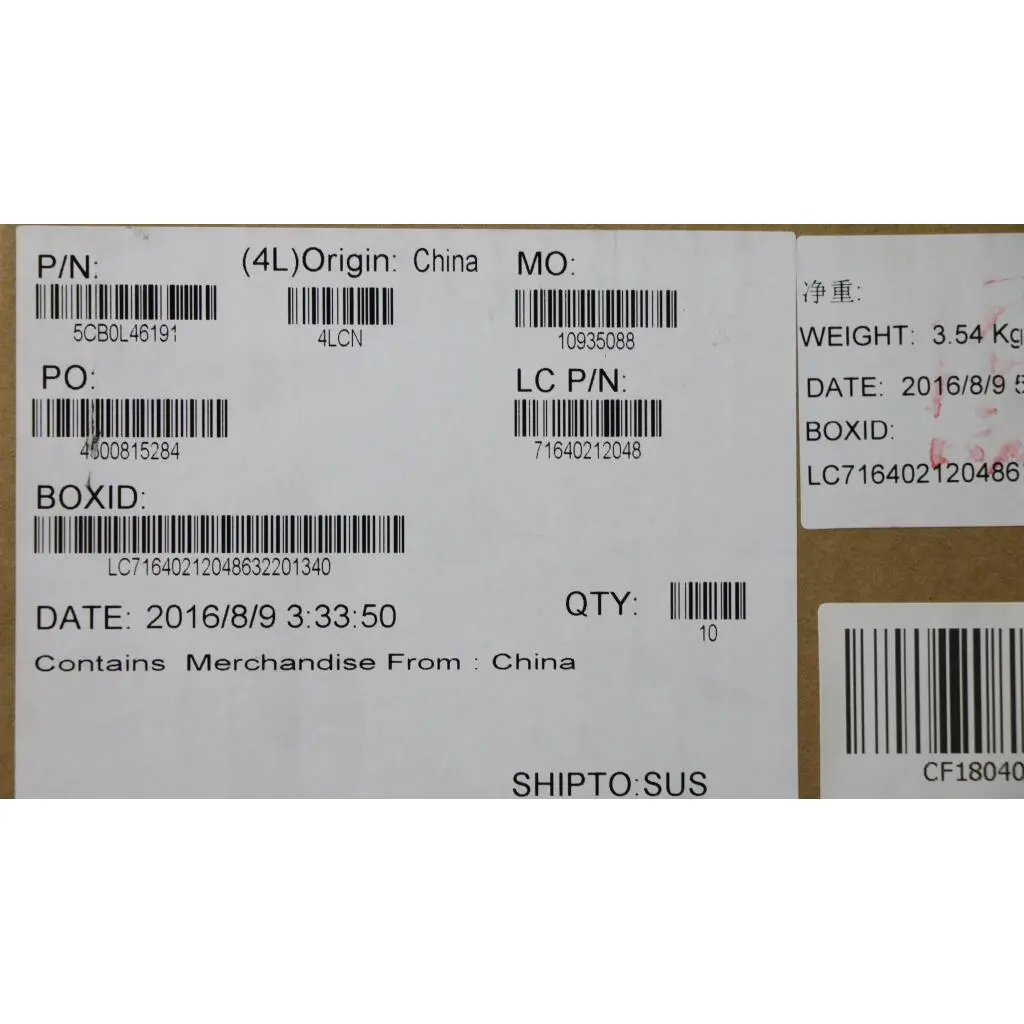 P/N:
5CB0L46191
(4L)Origin: China
4LCN
MO:
10935088
PO:
4500815284
LC P/N:
71640212048
BOXID:
LC71640212048632201340
DATE: 2016/8/9 3:33:50
QTY:
10
Contains Merchandise From : China
SHIPTO:SUS
净重:
WEIGHT: 3.54 Kg
DATE: 2016/8/9 5
BOXID:
LC7164021204863
CF18040